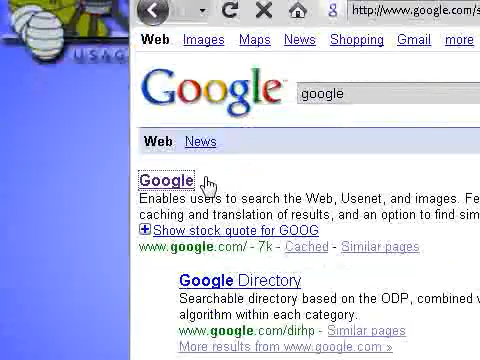 USAG
http://www.google.com/s
Web Images Maps News Shopping Gmail more
Google google
Web News
Google
Enables users to search the Web, Usenet, and images. Fe
caching and translation of results, and an option to find sim
Show stock quote for GOOG
www.google.com/ - 7k - Cached - Similar pages
Google Directory
Searchable directory based on the ODP, combined
algorithm within each category.
www.google.com/dirhp - Similar pages
More results from www.google.com »